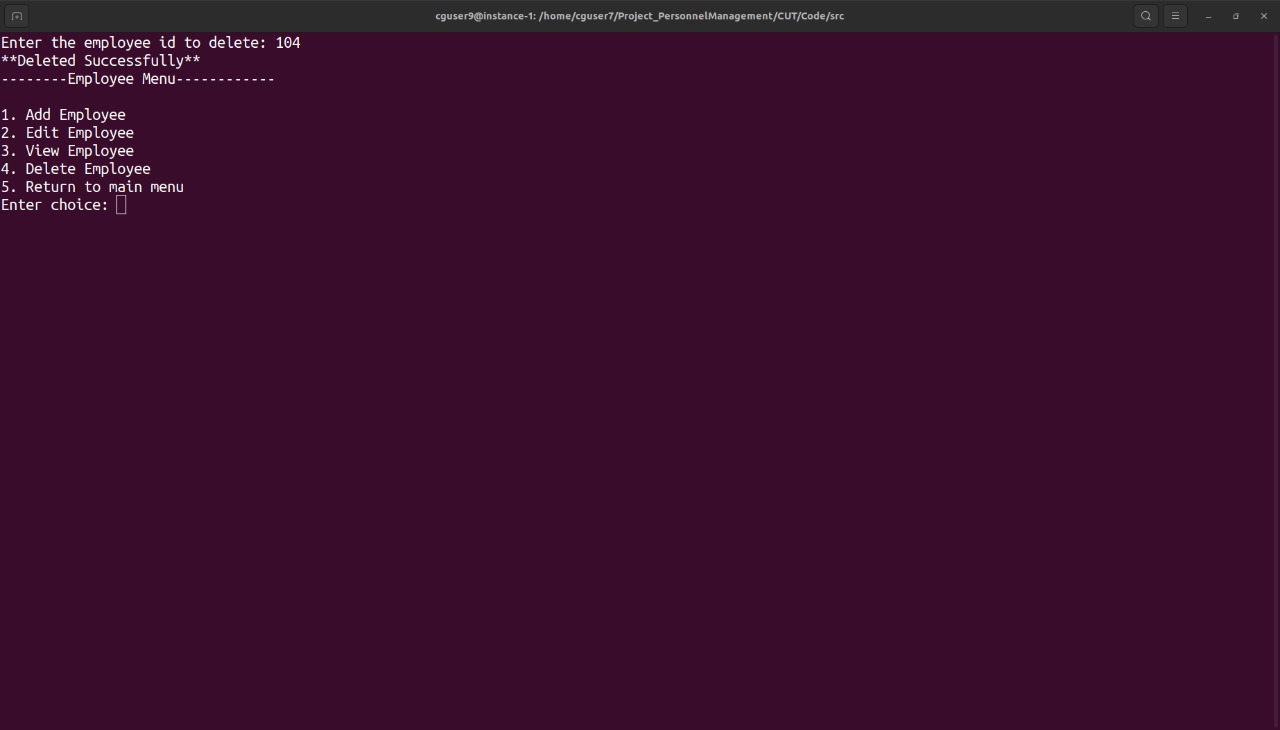 cguser9@instance-1: /home/cguser7/Project_PersonnelManagement/CUT/Code/src
Enter the employee id to delete: 104
**Deleted Successfully**
--------Employee Menu------------
1. Add Employee
2. Edit Employee
3. View Employee
4. Delete Employee
5. Return to main menu
Enter choice: